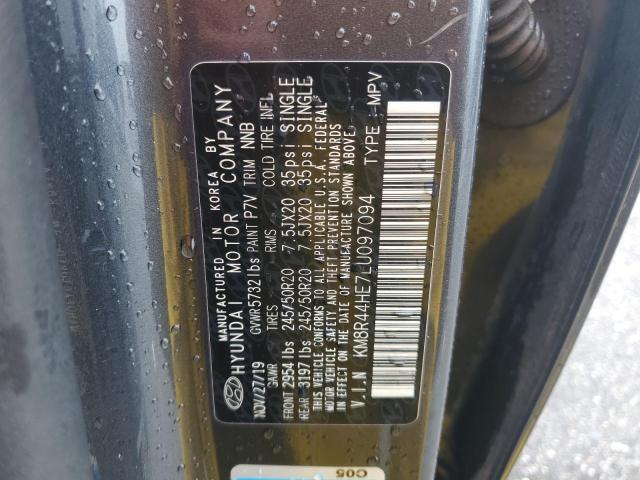 MANUFACTURED IN KOREA BY
HYUNDAI MOTOR COMPANY
NOV/27/19 GVWR5732 lbs PAINT P7V TRIM NNB
GAWR TIRES RIMS COLD TIRE INFL
FRONT 2954 lbs 245/50R20 7.5JX20 35psi SINGLE
REAR 3197 lbs 245/50R20 7.5JX20 35psi SINGLE
THIS VEHICLE CONFORMS TO ALL APPLICABLE U.S.A. FEDERAL
MOTOR VEHICLE SAFETY AND THEFT PREVENTION STANDARDS
IN EFFECT ON THE DATE OF MANUFACTURE SHOWN ABOVE.
V.I.N KM8R44HE7LU097094 TYPE : MPV
C05